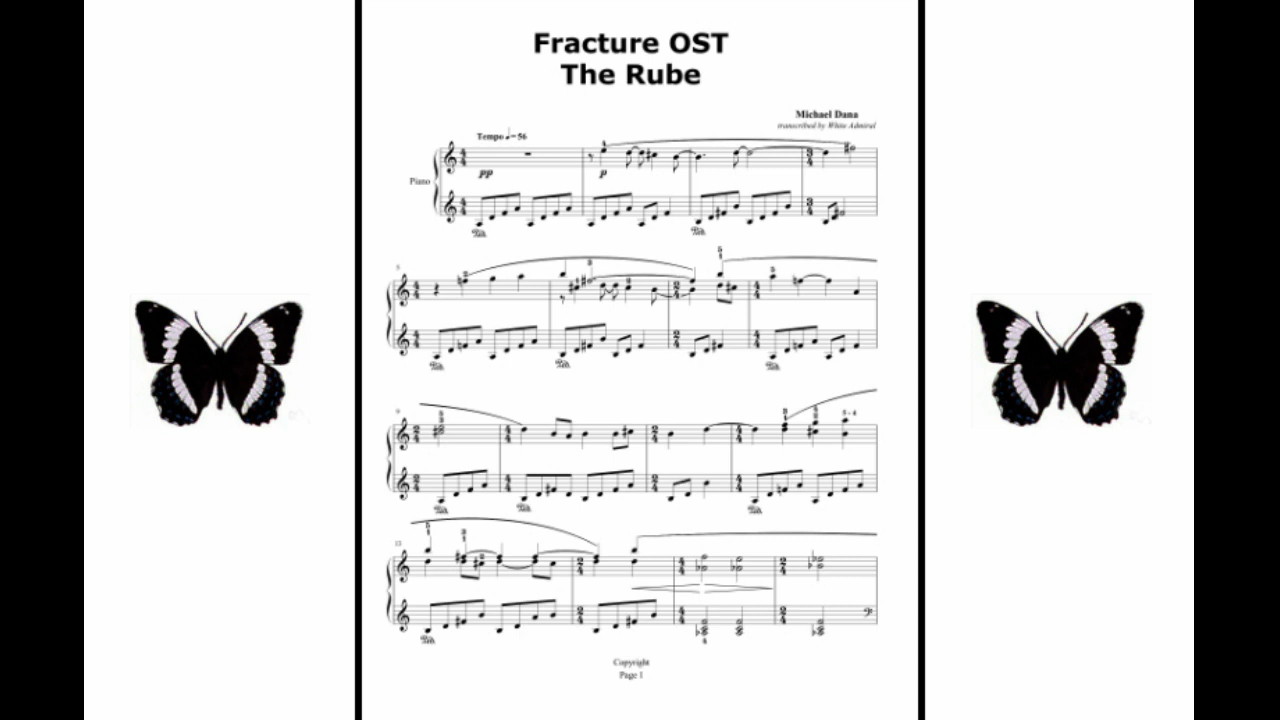 Fracture OST
The Rube
Michael Dana
transcribed by White Admiral
Tempo ♩=56
pp
p
Piano
Copyright
Page 1